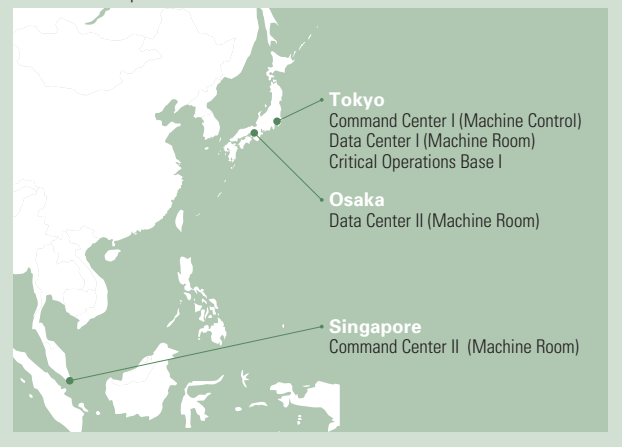 Tokyo
Command Center I (Machine Control)
Data Center I (Machine Room)
Critical Operations Base I
Osaka
Data Center II (Machine Room)
Singapore
Command Center II (Machine Room)